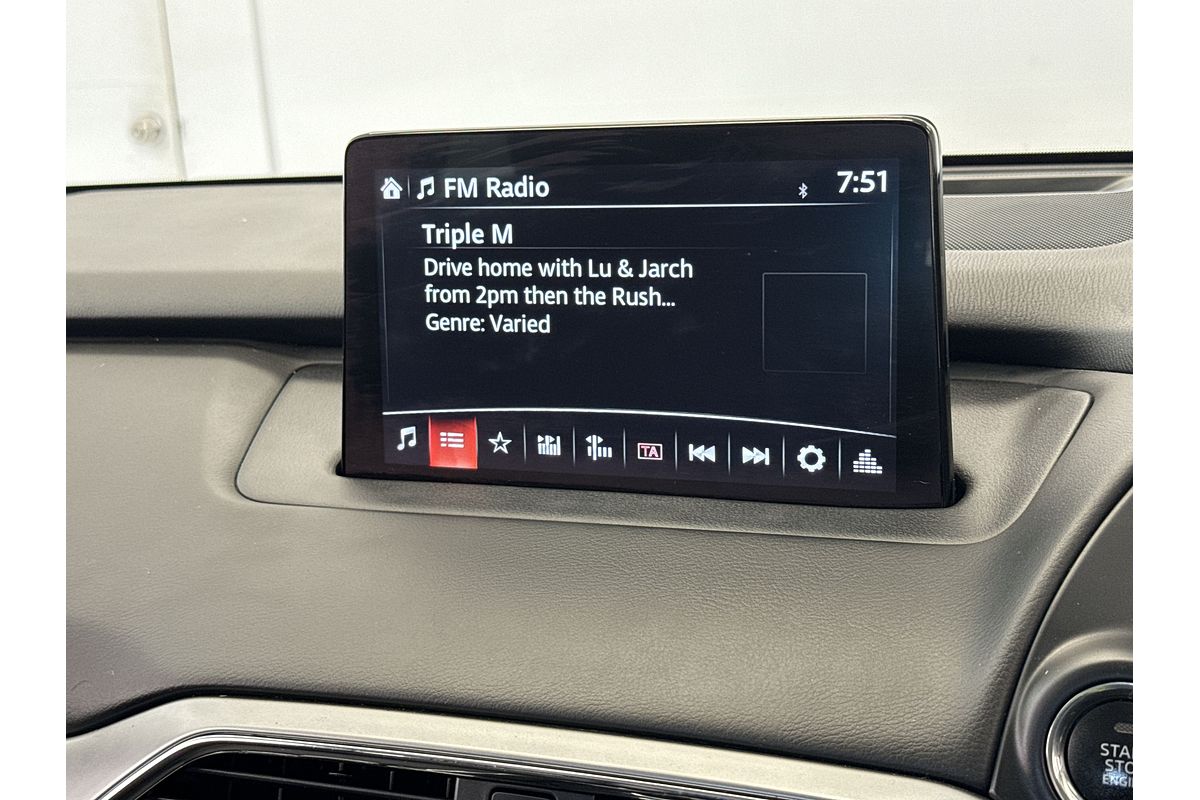 FM Radio
7:51
Triple M
Drive home with Lu & Jarch
from 2pm then the Rush...
Genre: Varied
TA